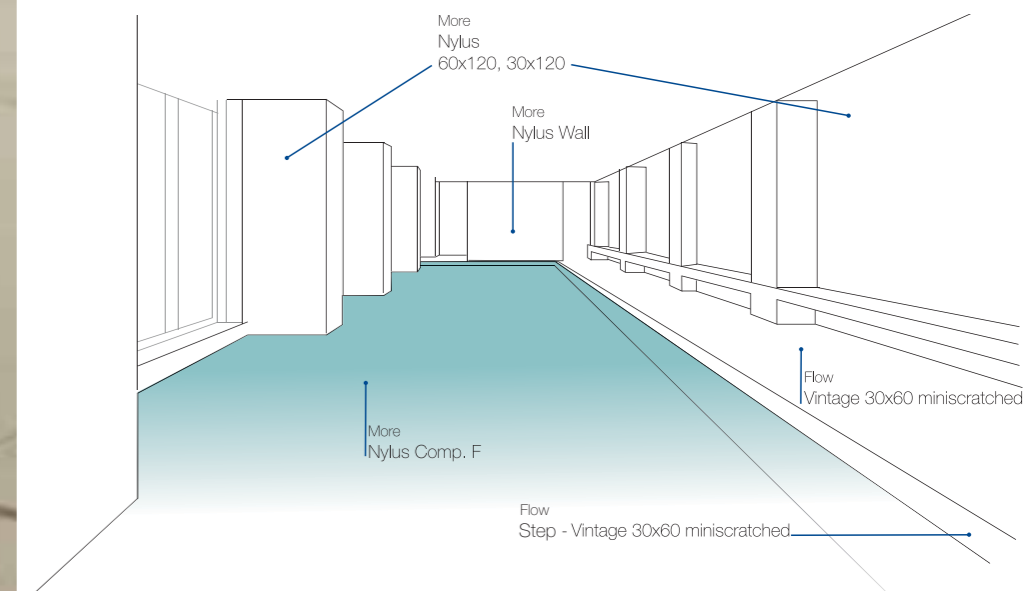 More
Nylus
60x120, 30x120
More
Nylus Wall
Flow
Vintage 30x60 miniscratched
More
Nylus Comp. F
Flow
Step - Vintage 30x60 miniscratched